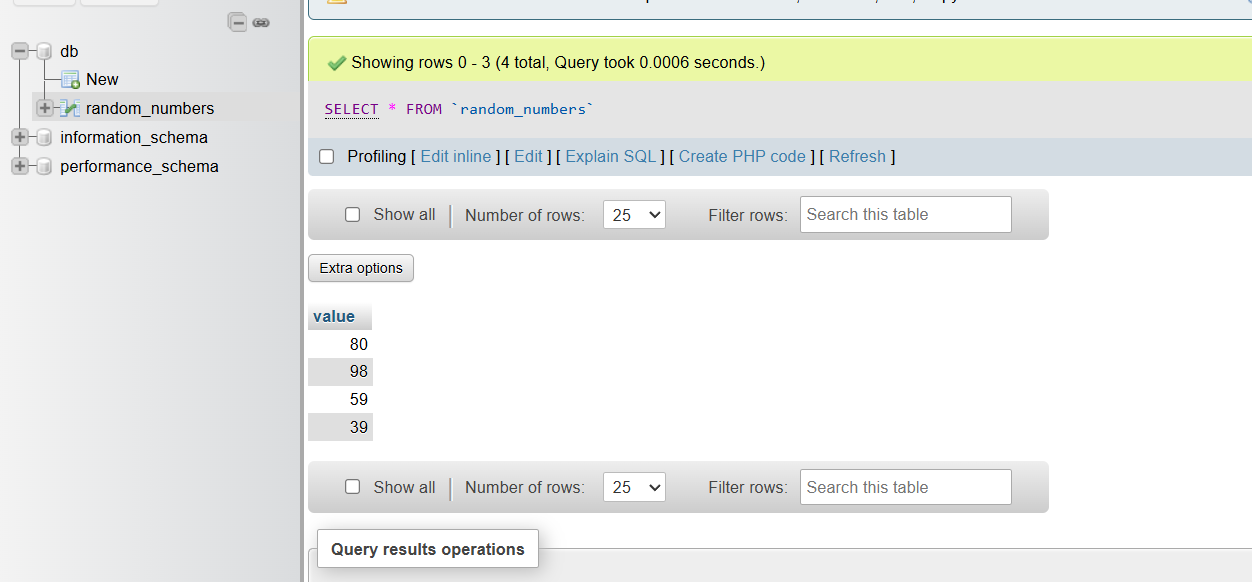 db
New
random_numbers
information_schema
performance_schema
Showing rows 0 - 3 (4 total, Query took 0.0006 seconds.)
SELECT * FROM `random_numbers`
Profiling [ Edit inline ] [ Edit ] [ Explain SQL ] [ Create PHP code ] [ Refresh ]
Show all Number of rows: 25 Filter rows: Search this table
Extra options
value
80
98
59
39
Show all Number of rows: 25 Filter rows: Search this table
Query results operations